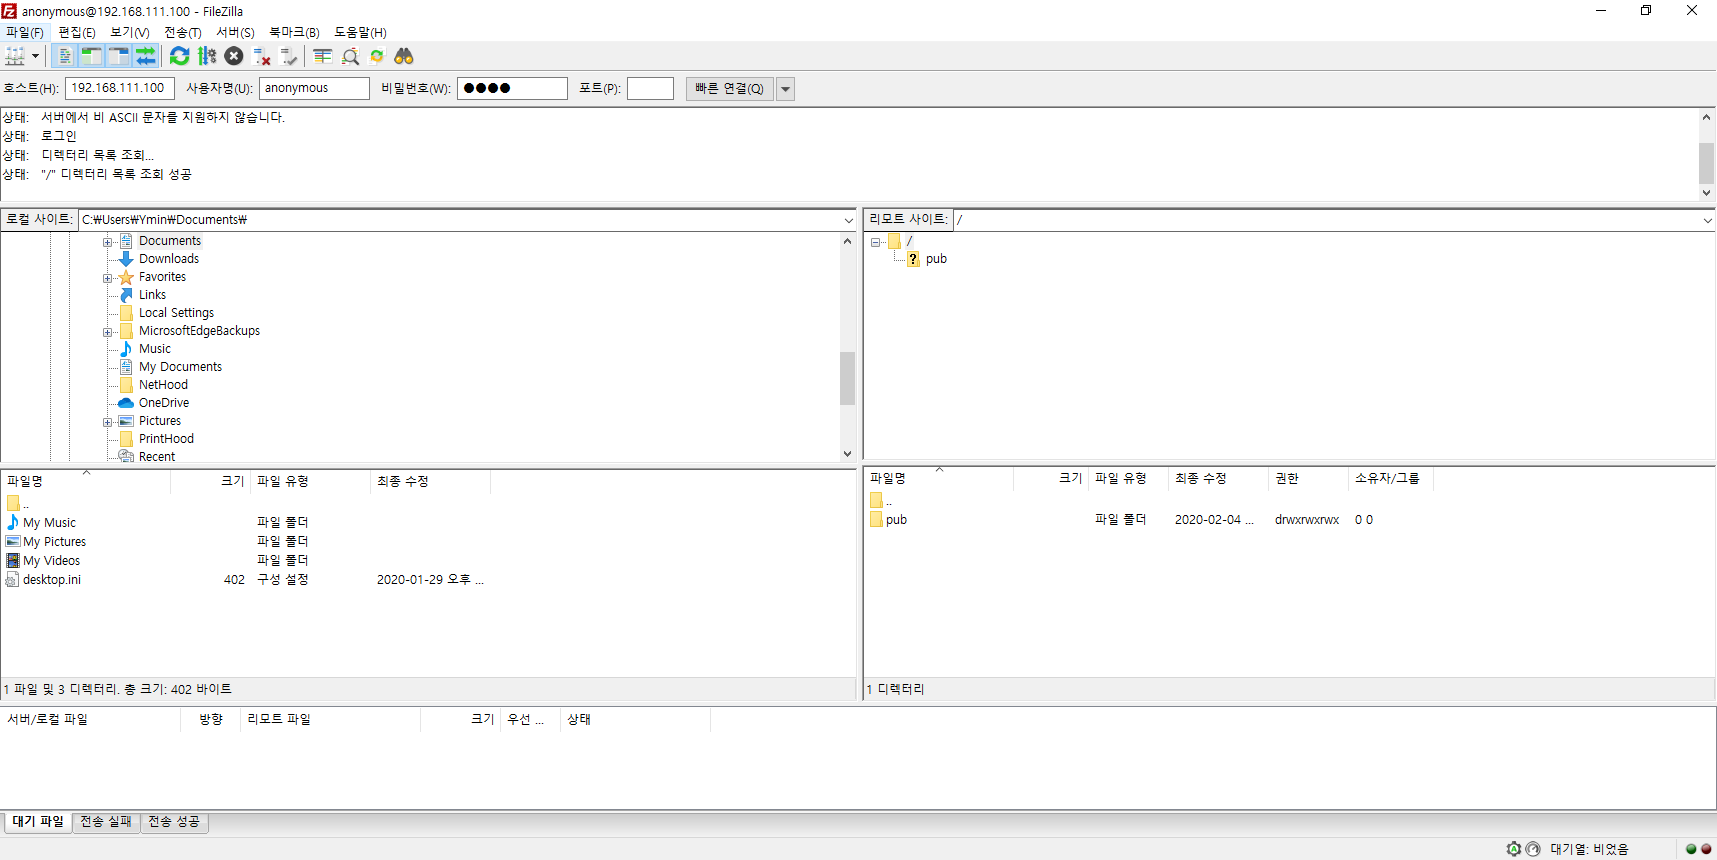 anonymous@192.168.111.100 - FileZilla
파일(F) 편집(E) 보기(V) 전송(T) 서버(S) 북마크(B) 도움말(H)
호스트(H): 192.168.111.100 사용자명(U): anonymous 비밀번호(W): ●●●● 포트(P): 빠른 연결(Q)
상태: 서버에서 비 ASCII 문자를 지원하지 않습니다.
상태: 로그인
상태: 디렉터리 목록 조회...
상태: "/" 디렉터리 목록 조회 성공
로컬 사이트: C:₩Users₩Ymin₩Documents₩
Documents
Downloads
Favorites
Links
Local Settings
MicrosoftEdgeBackups
Music
My Documents
NetHood
OneDrive
Pictures
PrintHood
Recent
리모트 사이트: /
/
? pub
파일명 크기 파일 유형 최종 수정
..
My Music 파일 폴더
My Pictures 파일 폴더
My Videos 파일 폴더
desktop.ini 402 구성 설정 2020-01-29 오후 ...
1 파일 및 3 디렉터리. 총 크기: 402 바이트
파일명 크기 파일 유형 최종 수정 권한 소유자/그룹
..
pub 파일 폴더 2020-02-04 ... drwxrwxrwx 0 0
1 디렉터리
서버/로컬 파일 방향 리모트 파일 크기 우선 ... 상태
대기 파일 전송 실패 전송 성공
대기열: 비었음